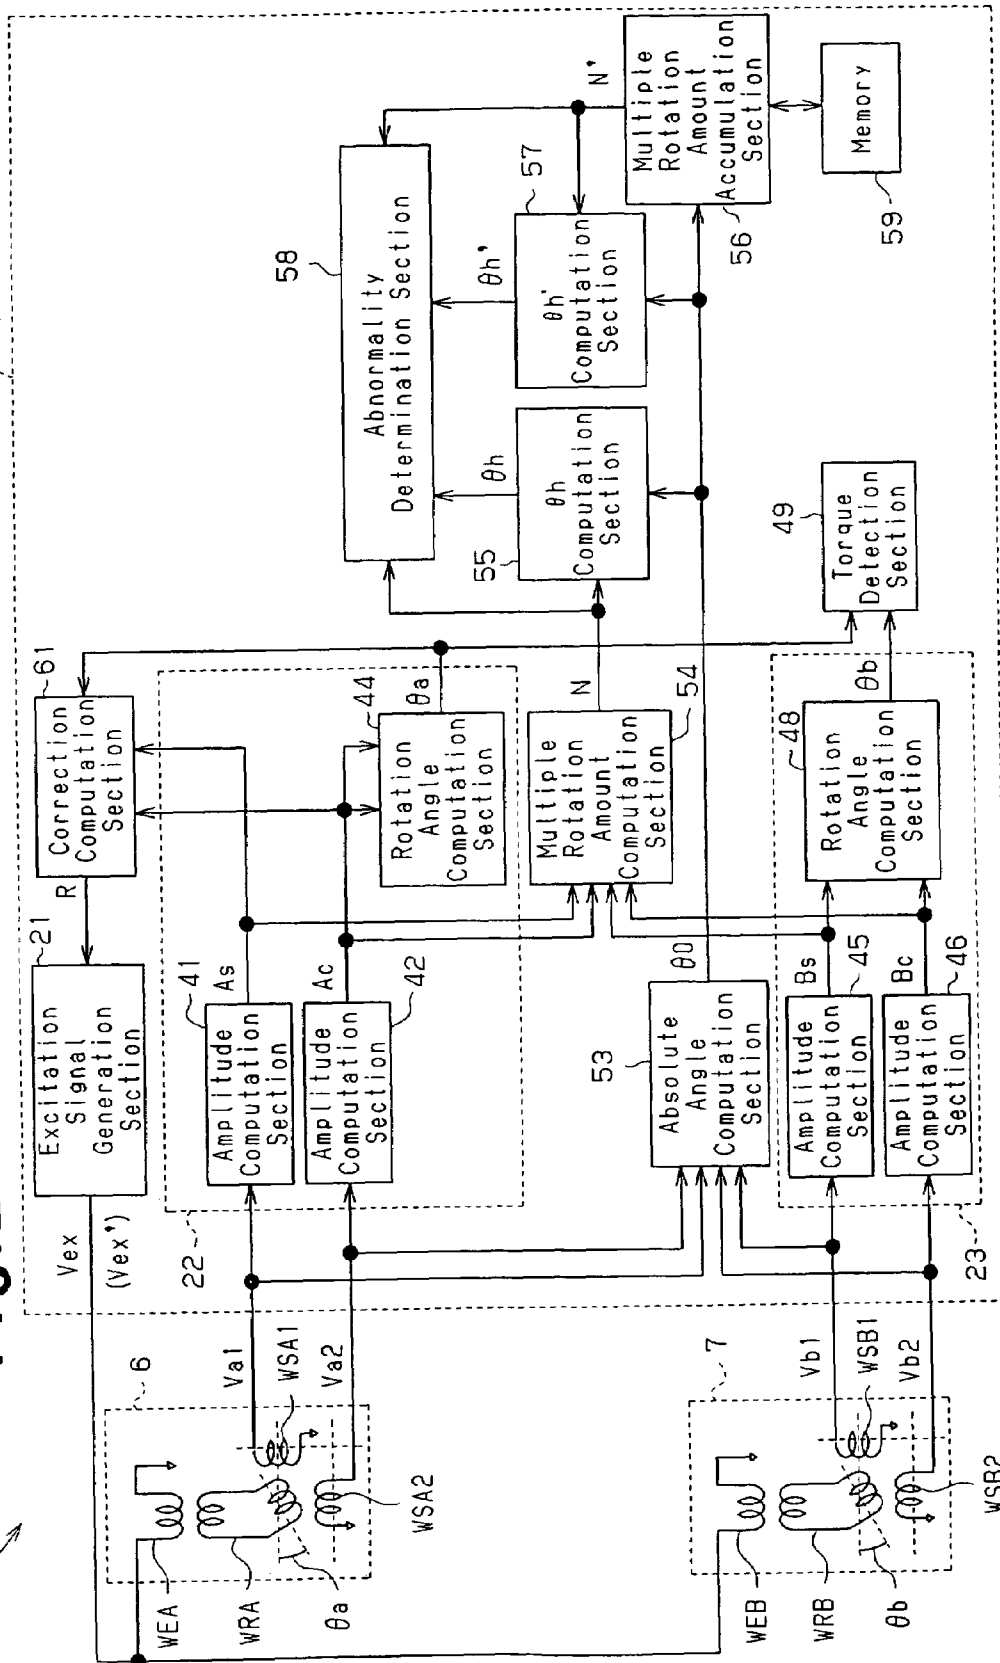 Vex
(Vex')
21
Excitation
Signal
Generation
Section
R
61
Correction
Computation
Section
6
WEA
WRA
θa
WSA2
Va1
WSA1
Va2
22
41
Amplitude
Computation
Section
As
Amplitude
Computation
Section
42
Ac
44
Rotation
Angle
Computation
Section
θa
58
Abnormality
Determination Section
θh
θh'
N'
55
θh
Computation
Section
57
θh'
Computation
Section
Multiple
Rotation
Amount
Accumulation
Section
56
Memory
59
Multiple
Rotation
Amount
Computation
Section
54
N
53
Absolute
Angle
Computation
Section
θ0
49
Torque
Detection
Section
7
WEB
WRB
θb
WSB2
Vb1
WSB1
Vb2
23
Amplitude
Computation
Section
45
Bs
Amplitude
Computation
Section
46
Bc
48
Rotation
Angle
Computation
Section
θb